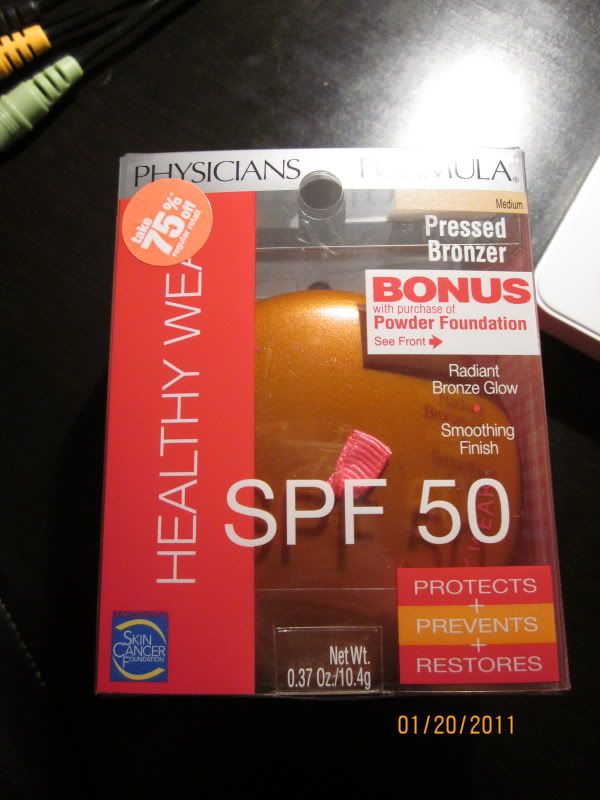 PHYSICIANS FORMULA®
take
75% off
regular retail
HEALTHY WEA
Medium
Pressed
Bronzer
BONUS
with purchase of
Powder Foundation
See Front
Radiant
Bronze Glow
Smoothing
Finish
SPF 50
PROTECTS
+
PREVENTS
+
RESTORES
SKIN
CANCER
FOUNDATION
Net Wt.
0.37 Oz./10.4g
01/20/2011